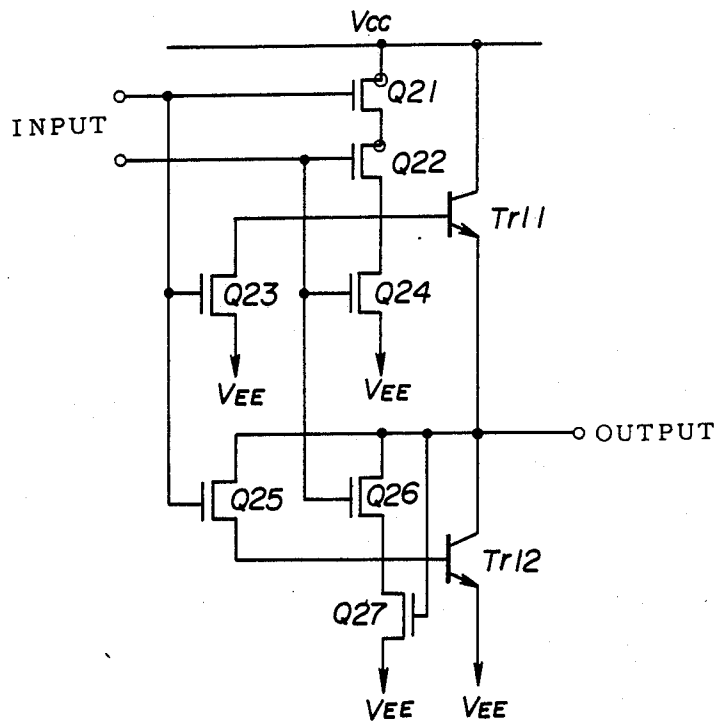 Vcc
Q21
INPUT
Q22
Tr11
Q23
Q24
VEE
VEE
OUTPUT
Q25
Q26
Tr12
Q27
VEE
VEE